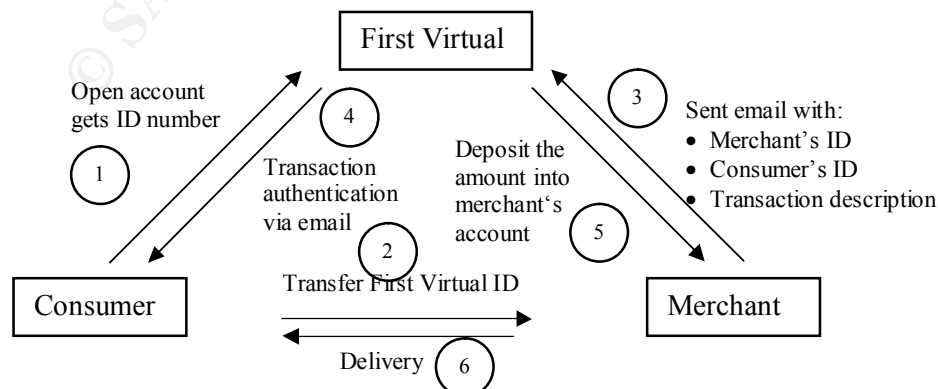 © SA
First Virtual
Open account
gets ID number
1
4
Transaction
authentication
via email
3
Sent email with:
• Merchant's ID
• Consumer's ID
• Transaction description
Deposit the
amount into
merchant‘s
account
5
2
Transfer First Virtual ID
Consumer
Merchant
Delivery
6